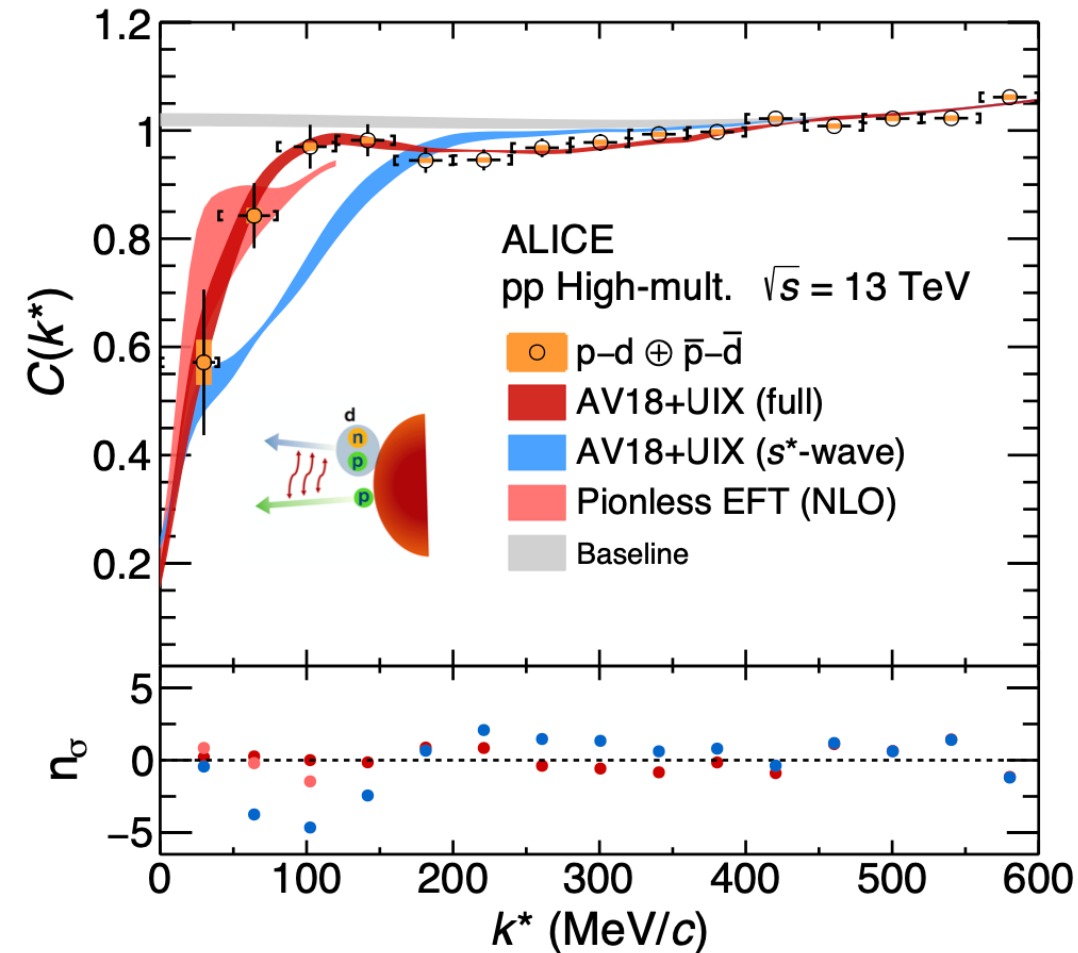 1.2
1
0.8
0.6
0.4
0.2
C(k*)
ALICE
pp High-mult. √s = 13 TeV
p–d ⊕ p̅–d̅
AV18+UIX (full)
AV18+UIX (s*-wave)
Pionless EFT (NLO)
Baseline
d
n
p
p
5
0
−5
nσ
0 100 200 300 400 500 600
k* (MeV/c)